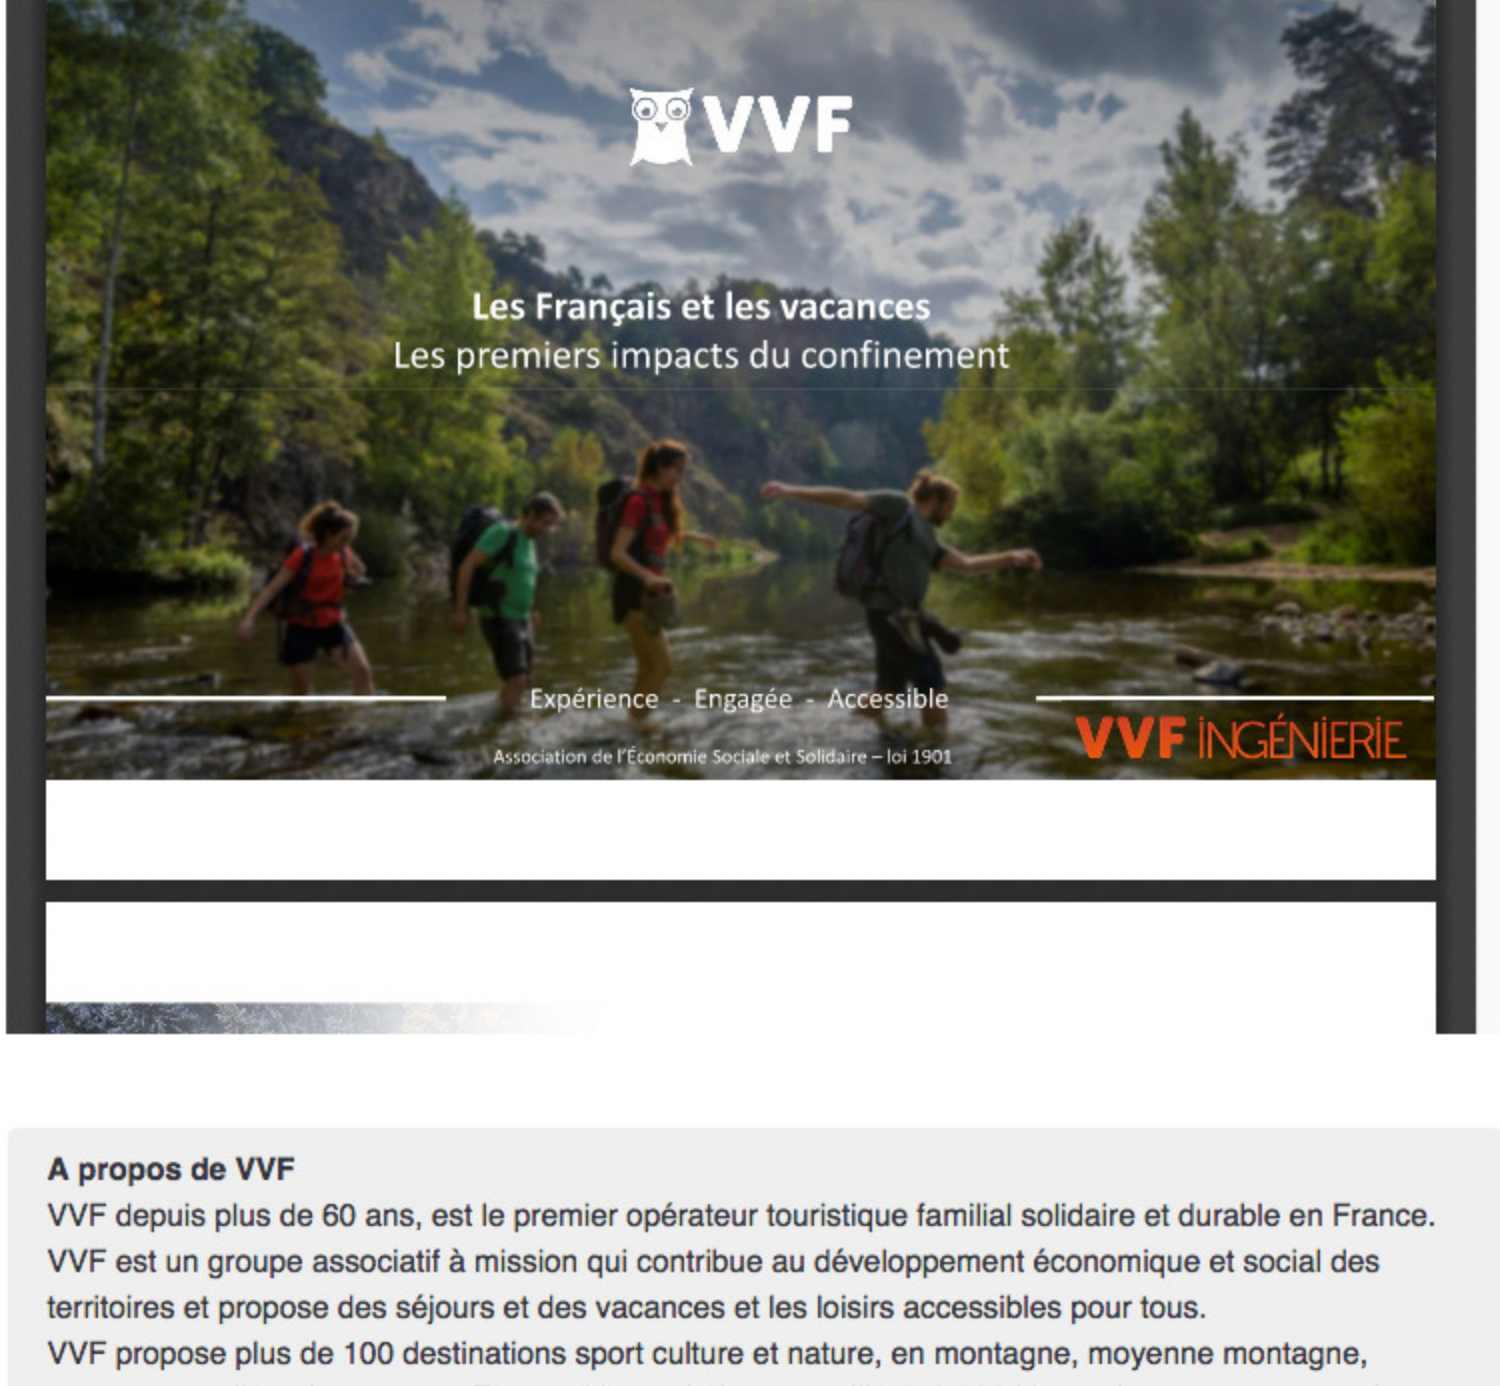 VVF
Les Français et les vacances
Les premiers impacts du confinement
Expérience - Engagée - Accessible
Association de l'Économie Sociale et Solidaire – loi 1901
VVF iNGÉNiERiE
A propos de VVF
VVF depuis plus de 60 ans, est le premier opérateur touristique familial solidaire et durable en France.
VVF est un groupe associatif à mission qui contribue au développement économique et social des
territoires et propose des séjours et des vacances et les loisirs accessibles pour tous.
VVF propose plus de 100 destinations sport culture et nature, en montagne, moyenne montagne,